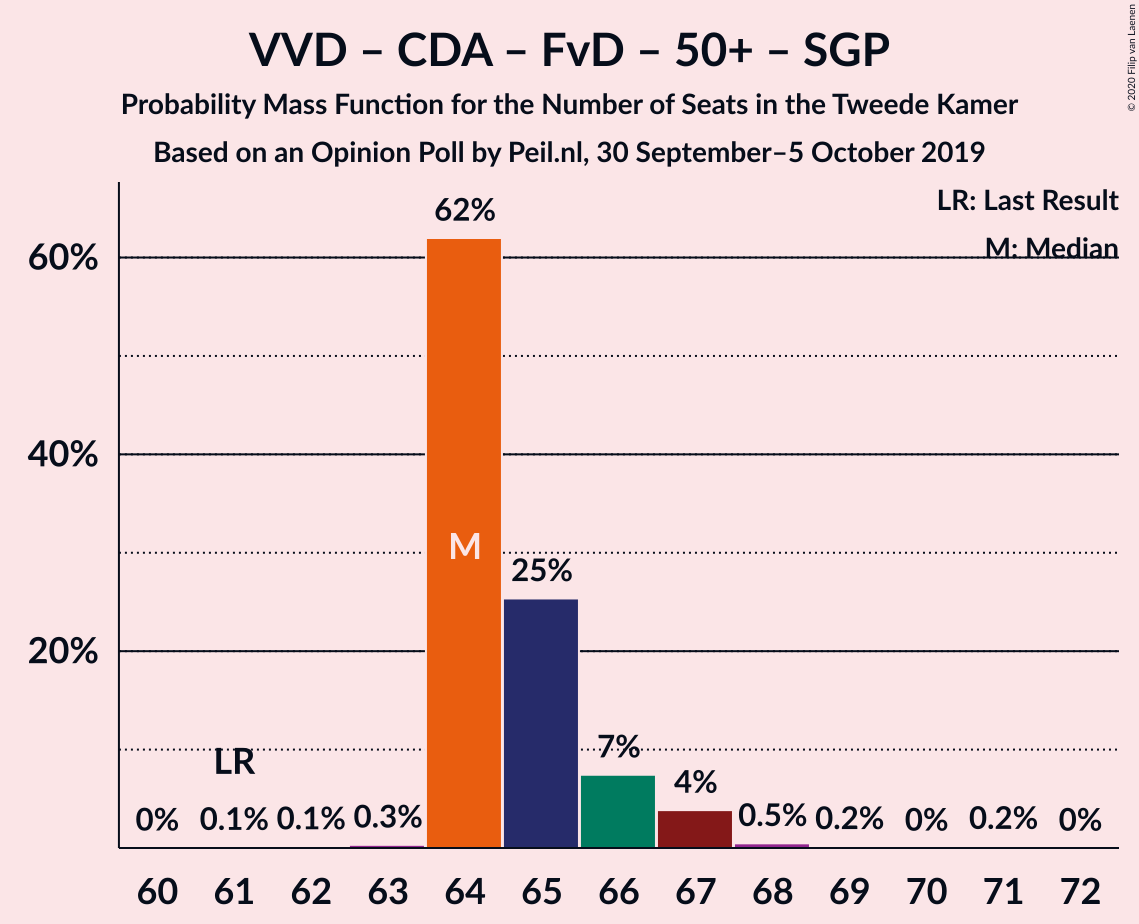 VVD – CDA – FvD – 50+ – SGP
Probability Mass Function for the Number of Seats in the Tweede Kamer
Based on an Opinion Poll by Peil.nl, 30 September–5 October 2019
© 2020 Filip van Laenen
LR: Last Result
M: Median
60%
40%
20%
62%
M
25%
LR
7%
4%
0% 0.1% 0.1% 0.3% 0.5% 0.2% 0% 0.2% 0%
60 61 62 63 64 65 66 67 68 69 70 71 72